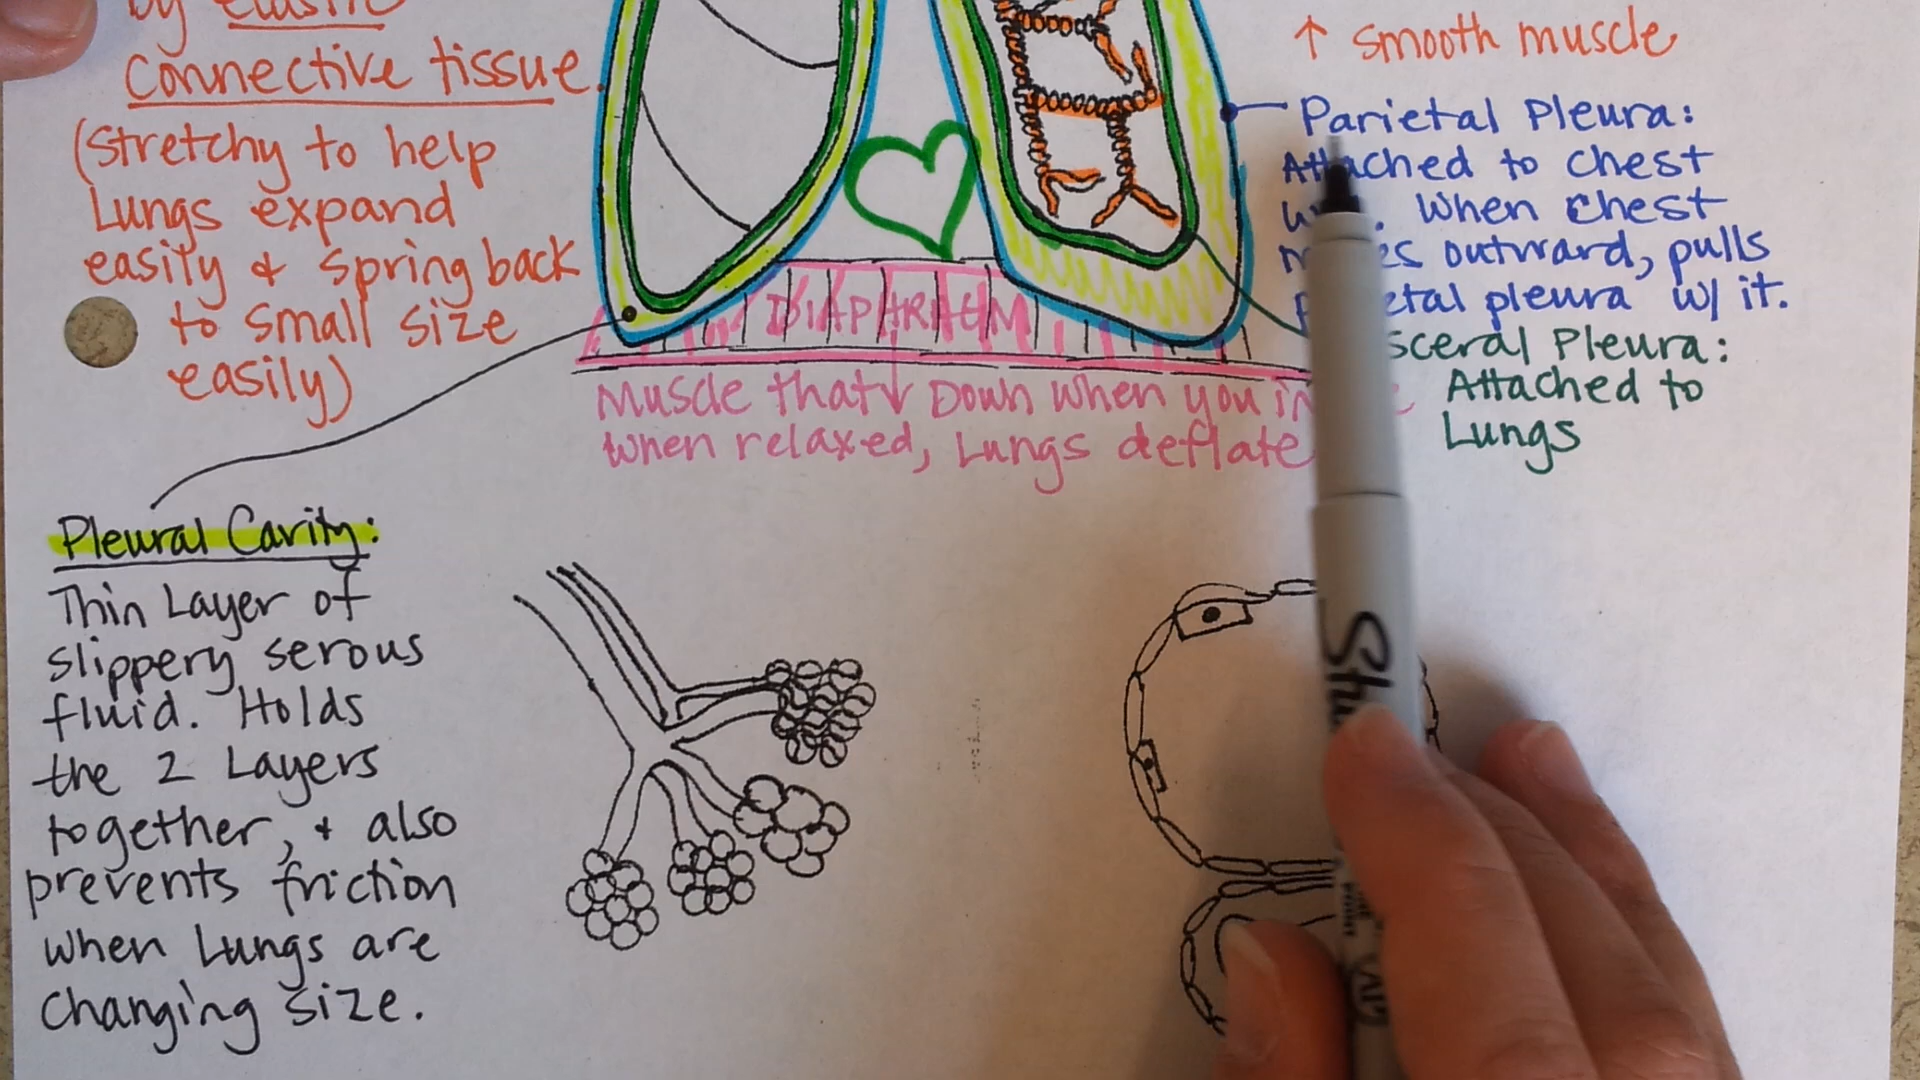 by elastic
connective tissue.
(stretchy to help
Lungs expand
easily & spring back
to small size
easily)
↑ smooth muscle
Parietal Pleura:
Attached to chest
When chest
outward, pulls
pleura w/ it.
Pleura:
Attached to
Lungs
DIAPHRAGM
Muscle that ↓ Down when you
when relaxed, Lungs deflate
Pleural Cavity:
Thin Layer of
slippery serous
fluid. Holds
the 2 Layers
together, & also
prevents friction
when Lungs are
changing size.